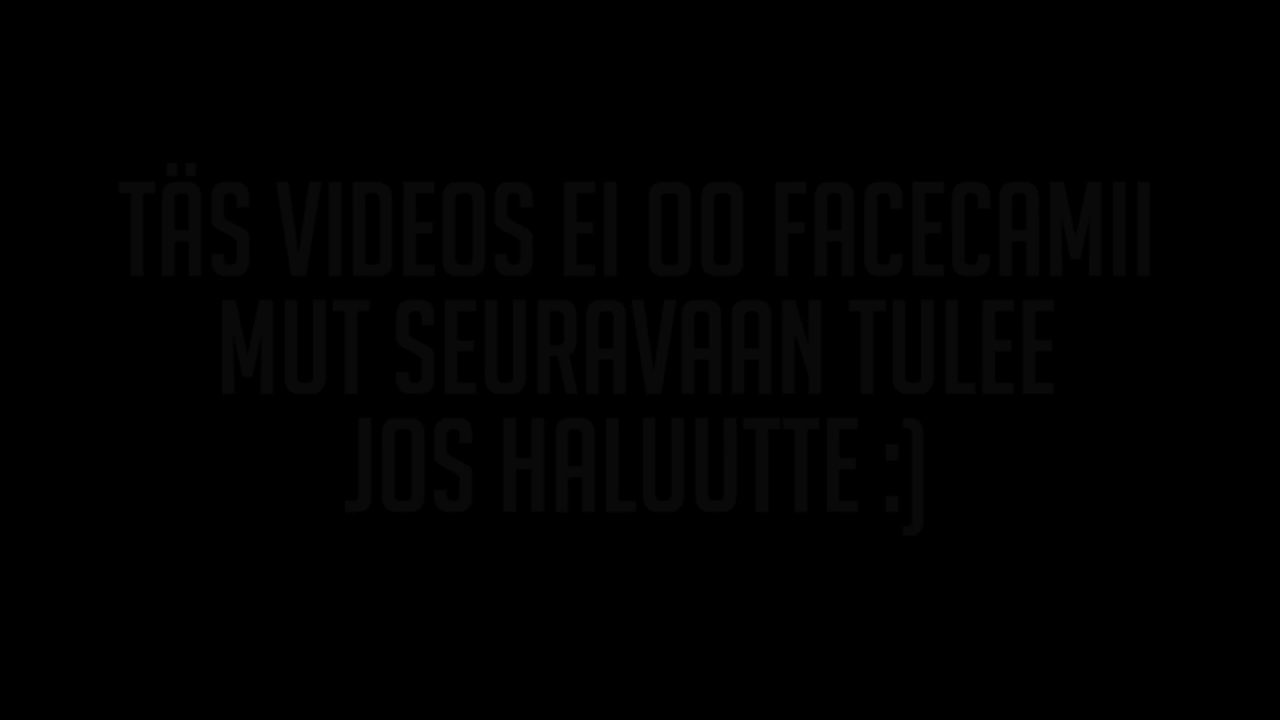 TÄS VIDEOS EI OO FACECAMII
MUT SEURAVAAN TULEE
JOS HALUUTTE :)